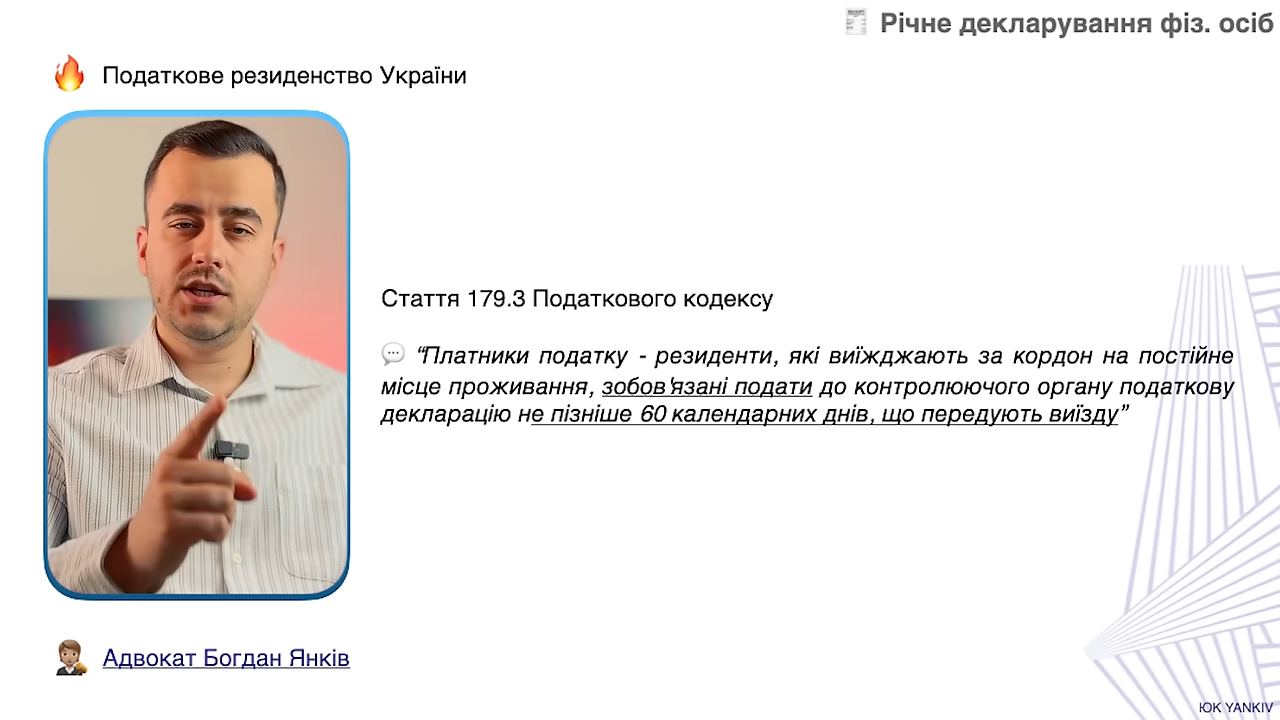 Річне декларування фіз. осіб
Податкове резиденство України
Стаття 179.3 Податкового кодексу
“Платники податку - резиденти, які виїжджають за кордон на постійне
місце проживання, зобов'язані подати до контролюючого органу податкову
декларацію не пізніше 60 календарних днів, що передують виїзду”
Адвокат Богдан Янків
ЮК YANKIV